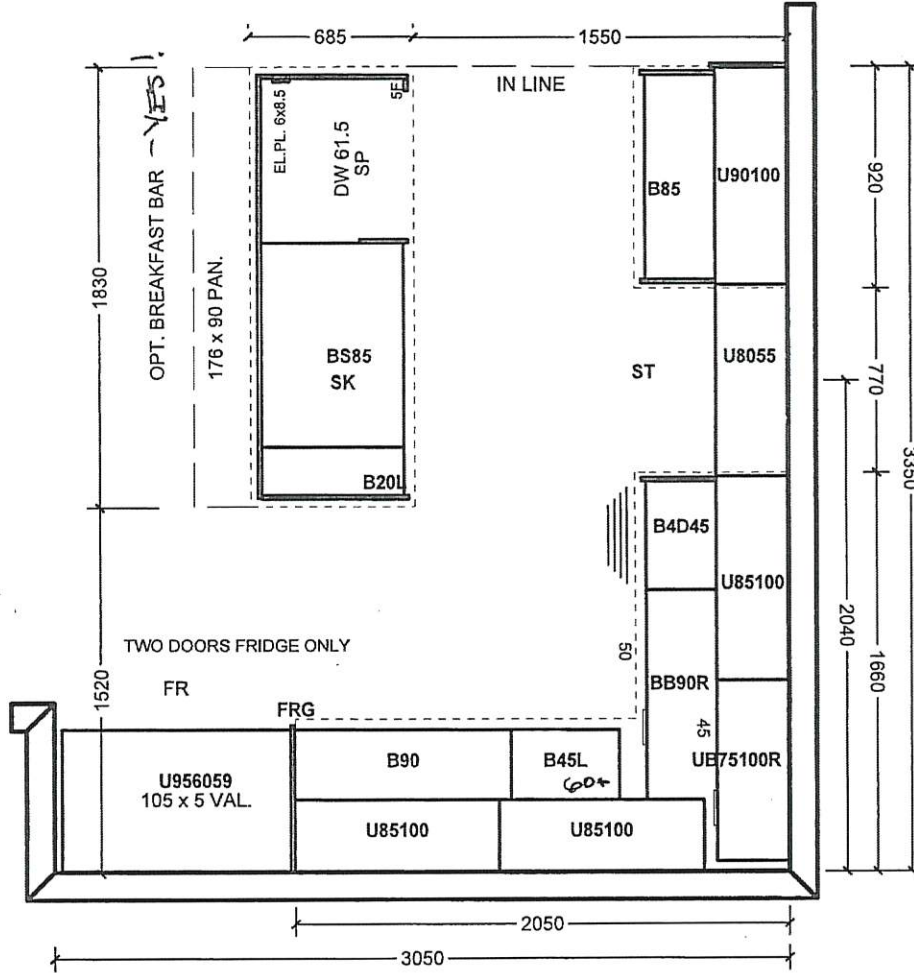 685
1550
IN LINE
OPT. BREAKFAST BAR - YES!
176 x 90 PAN.
1830
EL.PL. 6x8.5
5F
DW 61.5
SP
B85
U90100
920
BS85
SK
ST
U8055
770
3350
B20L
B4D45
U85100
2040
50
1660
TWO DOORS FRIDGE ONLY
1520
FR
FRG
BB90R
45
UB75100R
U956059
105 x 5 VAL.
B90
B45L
U85100
U85100
2050
3050